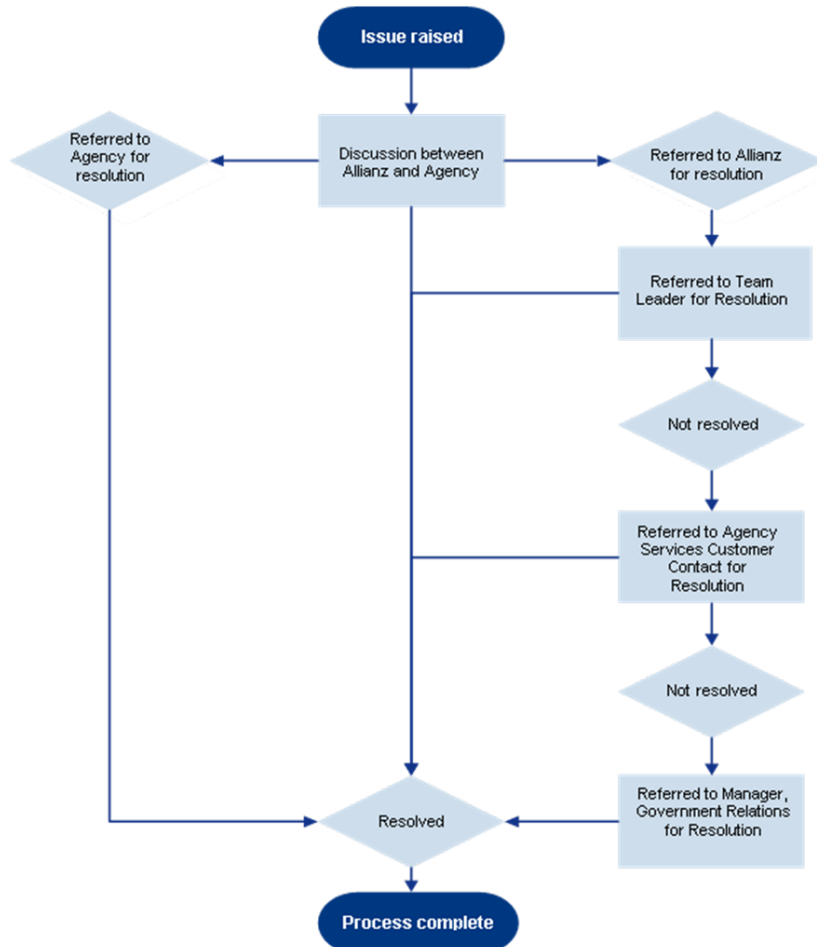 Issue raised
Referred to
Agency for
resolution
Discussion between
Allianz and Agency
Referred to Allianz
for resolution
Referred to Team
Leader for Resolution
Not resolved
Referred to Agency
Services Customer
Contact for
Resolution
Not resolved
Referred to Manager,
Government Relations
for Resolution
Resolved
Process complete